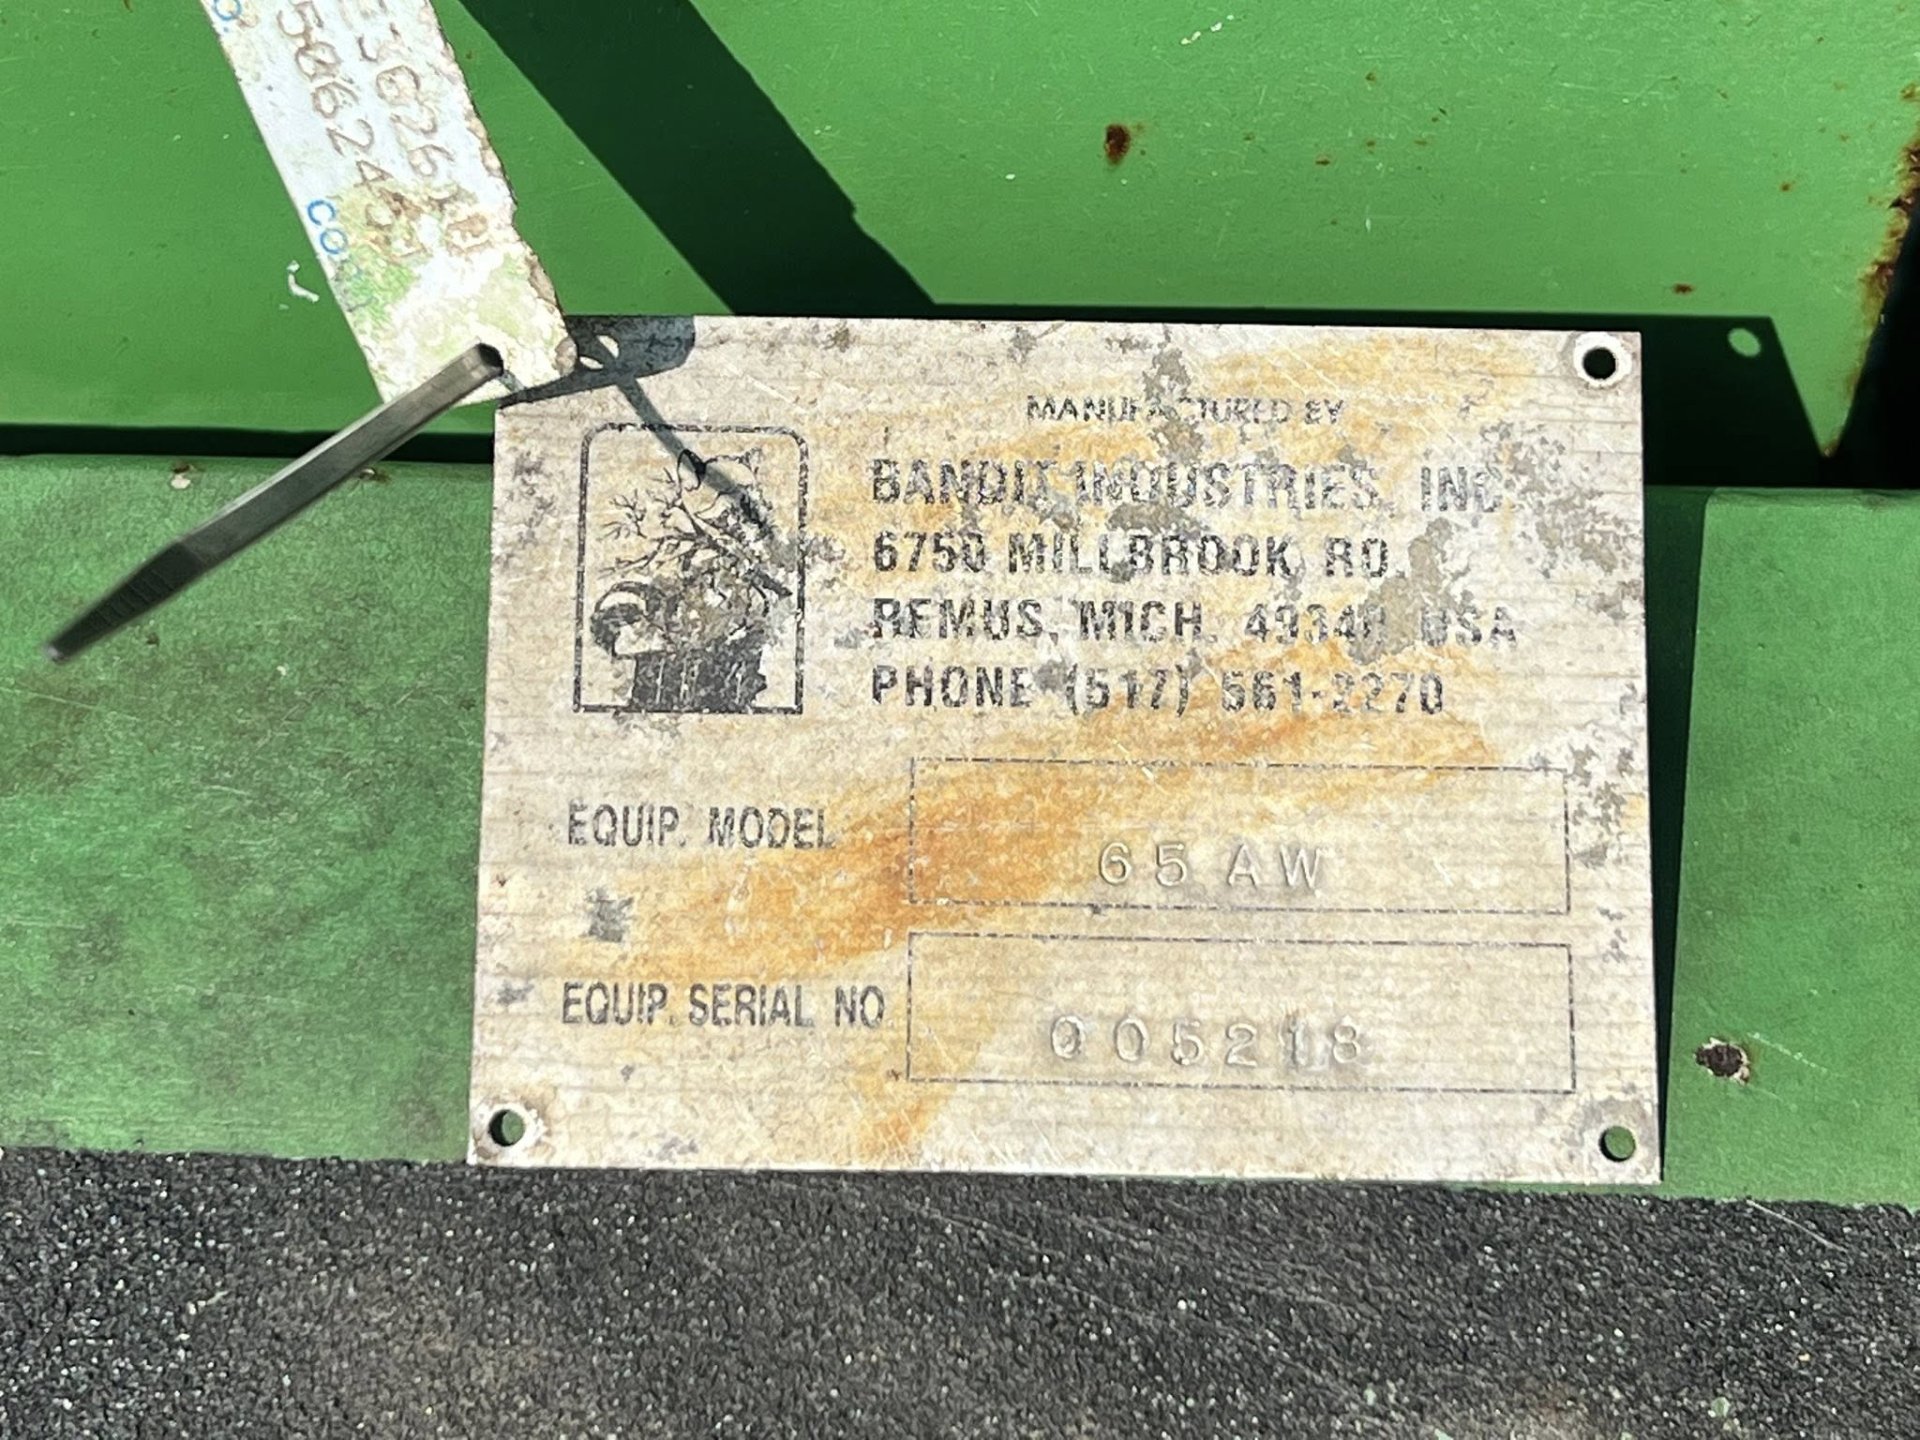 MANUFACTURED BY
BANDIT INDUSTRIES, INC.
6750 MILLBROOK RD.
REMUS, MICH. 49340 USA
PHONE (517) 561-2270
EQUIP. MODEL
65 AW
EQUIP. SERIAL NO.
005218